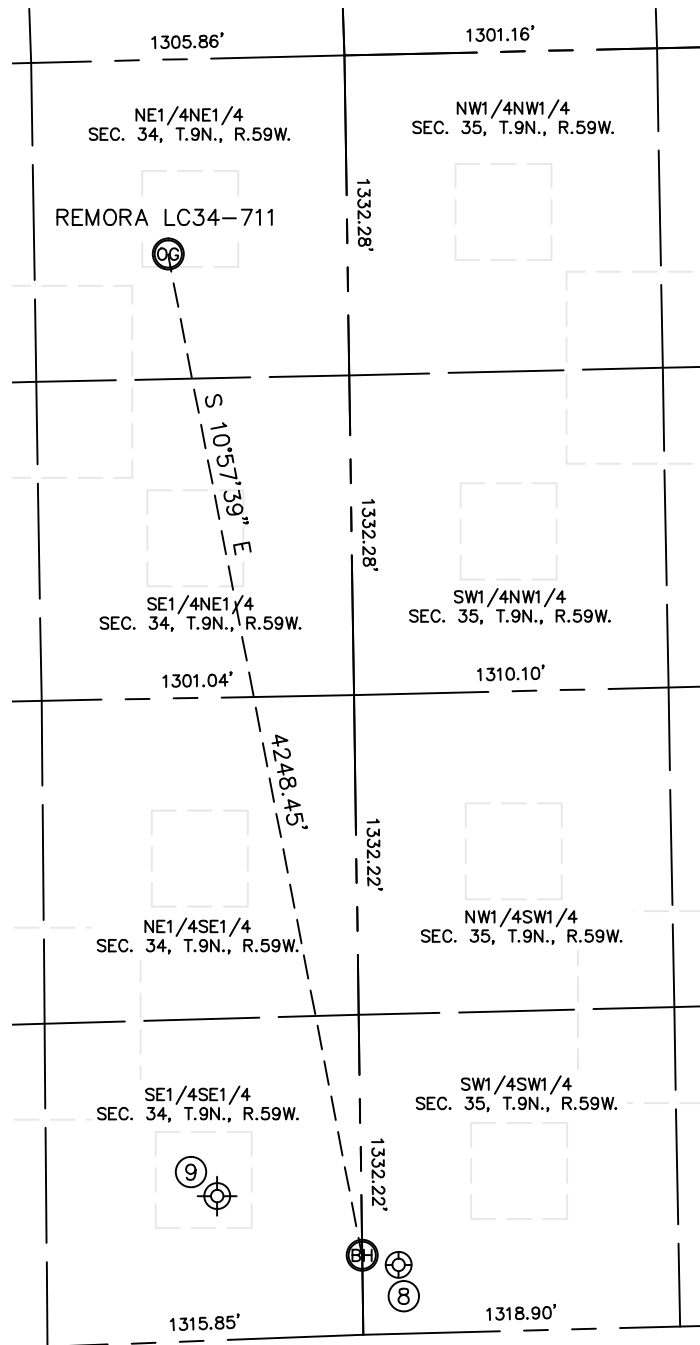 1305.86'
1301.16'
NE1/4NE1/4
SEC. 34, T.9N., R.59W.
NW1/4NW1/4
SEC. 35, T.9N., R.59W.
1332.28'
REMORA LC34-711
OG
S 10°57'39" E
1332.28'
SE1/4NE1/4
SEC. 34, T.9N., R.59W.
SW1/4NW1/4
SEC. 35, T.9N., R.59W.
1301.04'
1310.10'
4248.45'
1332.22'
NE1/4SE1/4
SEC. 34, T.9N., R.59W.
NW1/4SW1/4
SEC. 35, T.9N., R.59W.
SE1/4SE1/4
SEC. 34, T.9N., R.59W.
SW1/4SW1/4
SEC. 35, T.9N., R.59W.
1332.22'
9
BH
8
1315.85'
1318.90'